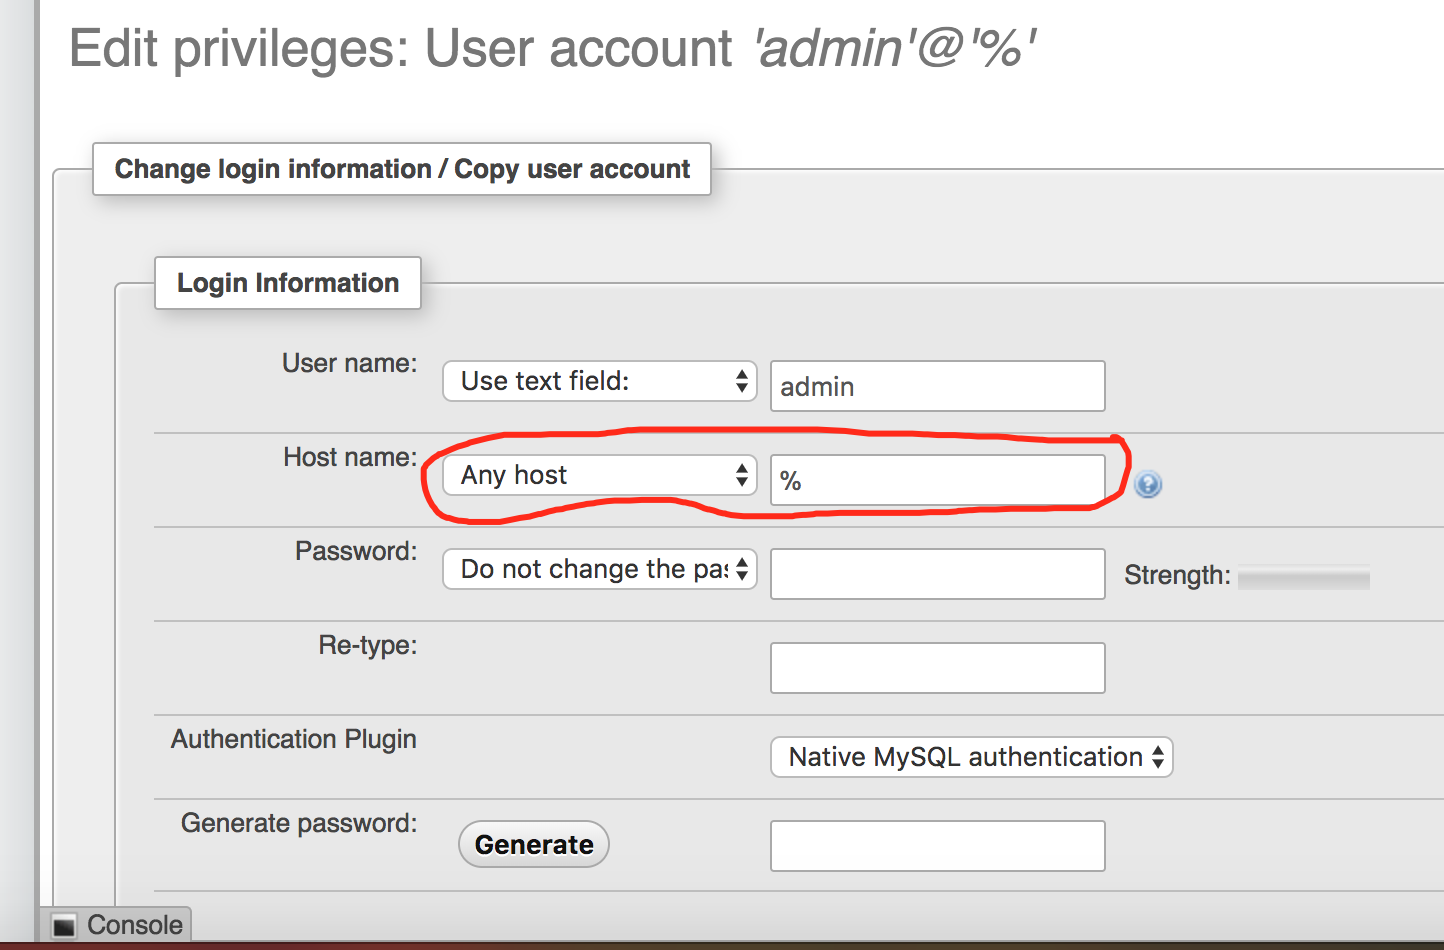 Edit privileges: User account 'admin'@'%'
Change login information / Copy user account
Login Information
User name: Use text field: admin
Host name: Any host %
Password: Do not change the pas Strength:
Re-type:
Authentication Plugin Native MySQL authentication
Generate password: Generate
Console